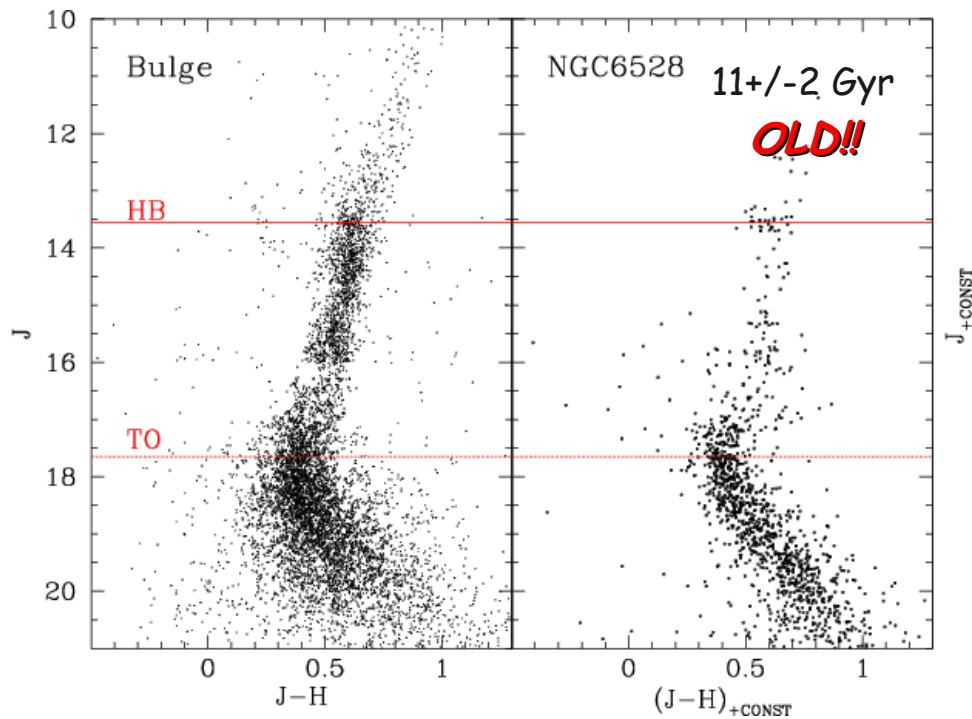 10
12
14
16
18
20
J
Bulge
HB
TO
0
0.5
1
J−H
NGC6528
11+/-2 Gyr
OLD!!
0
0.5
1
(J−H)+CONST
J+CONST